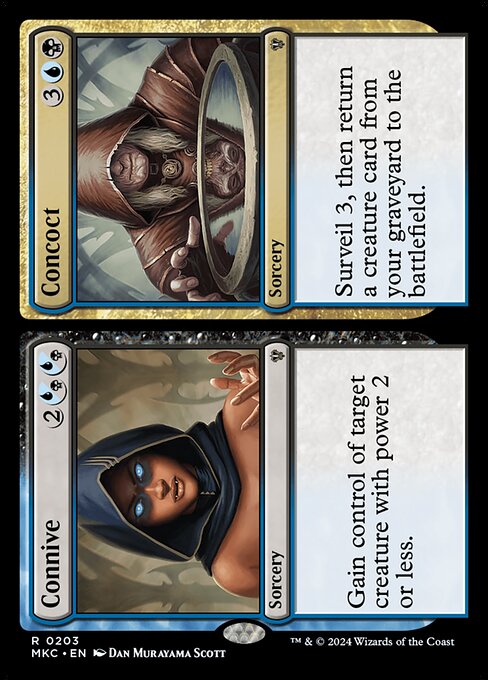 Connive 2
Sorcery
Gain control of target
creature with power 2
or less.
Concoct 3
Sorcery
Surveil 3, then return
a creature card from
your graveyard to the
battlefield.
R 0203
MKC • EN Dan Murayama Scott
™ & © 2024 Wizards of the Coast